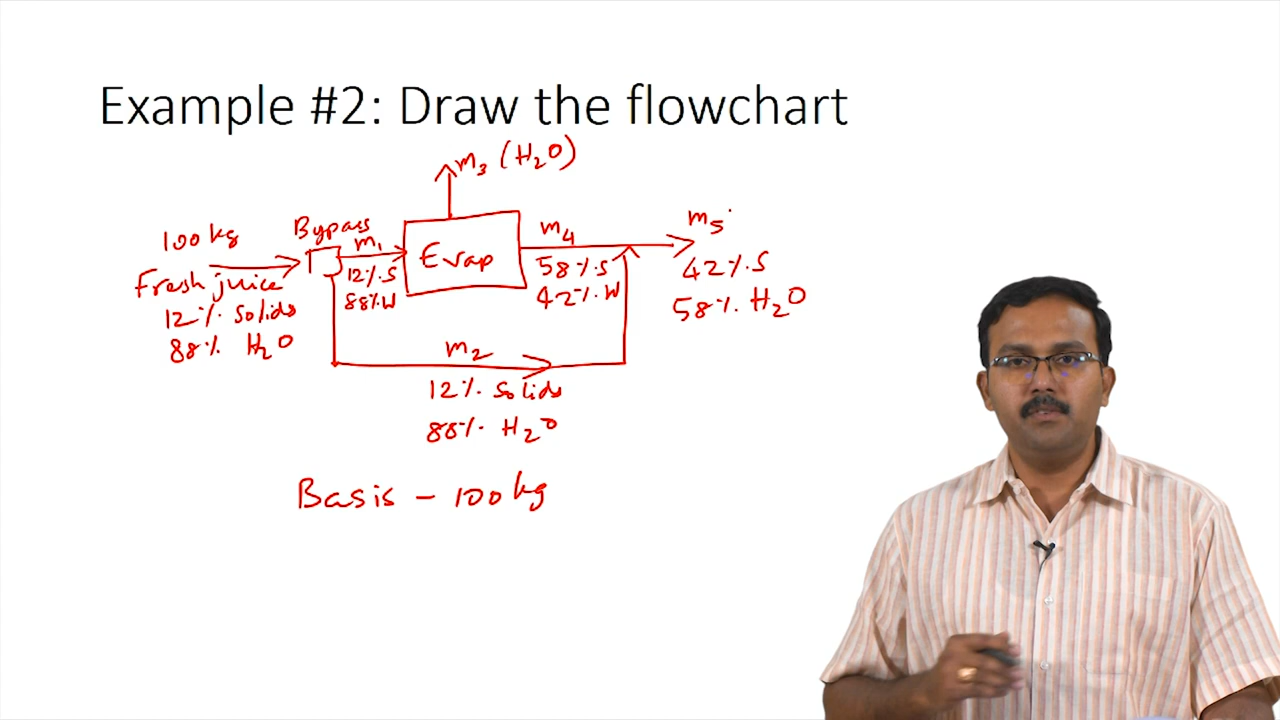 Example #2: Draw the flowchart
m₃ (H₂O)
100 kg
Fresh juice
12% Solids
88% H₂O
Bypass
m₁
12% S
88% W
Evap
m₄
58% S
42% W
m₅
42% S
58% H₂O
m₂
12% Solids
88% H₂O
Basis – 100 kg